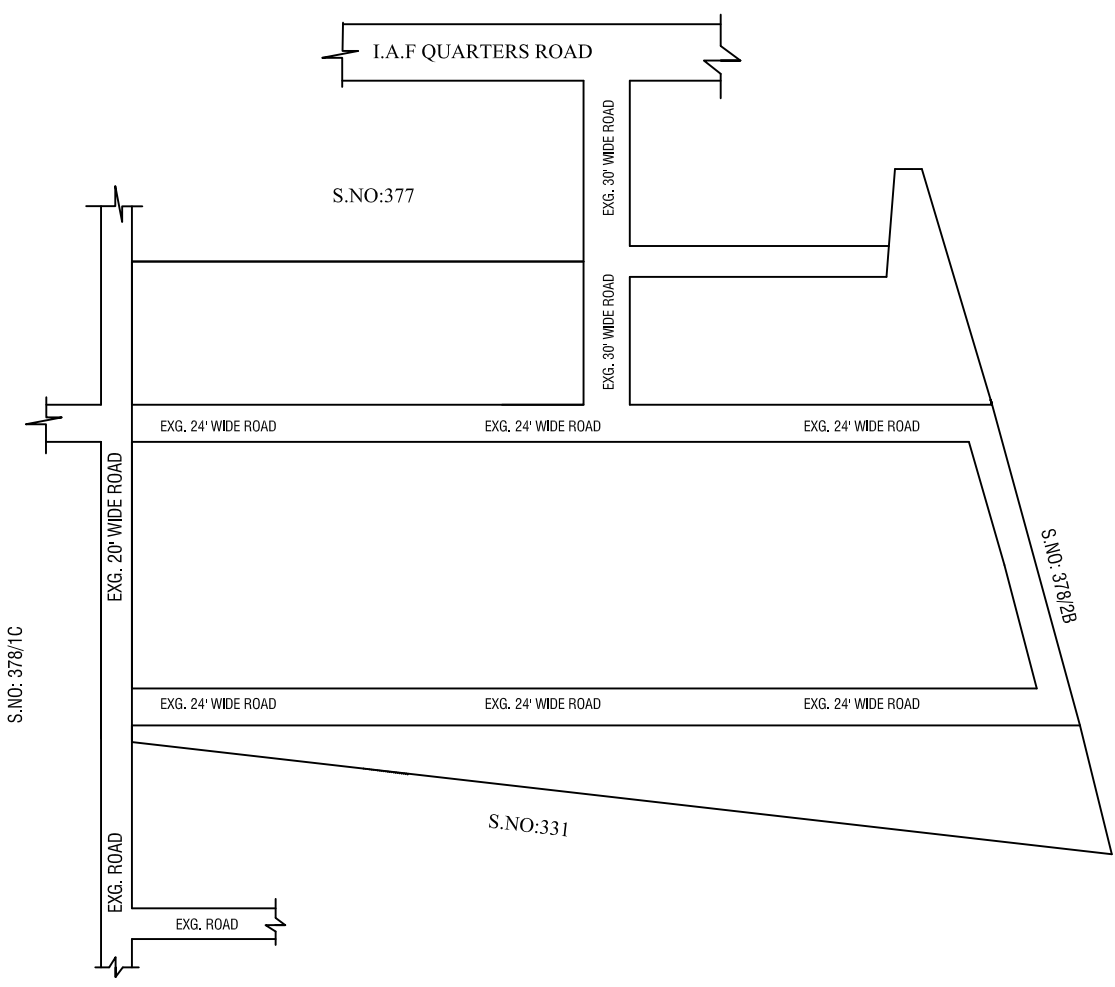 I.A.F QUARTERS ROAD
EXG. 30' WIDE ROAD
S.NO:377
EXG. 30' WIDE ROAD
EXG. 24' WIDE ROAD
EXG. 24' WIDE ROAD
EXG. 24' WIDE ROAD
EXG. 20' WIDE ROAD
S.NO: 378/2B
S.NO: 378/1C
EXG. 24' WIDE ROAD
EXG. 24' WIDE ROAD
EXG. 24' WIDE ROAD
S.NO:331
EXG. ROAD
EXG. ROAD